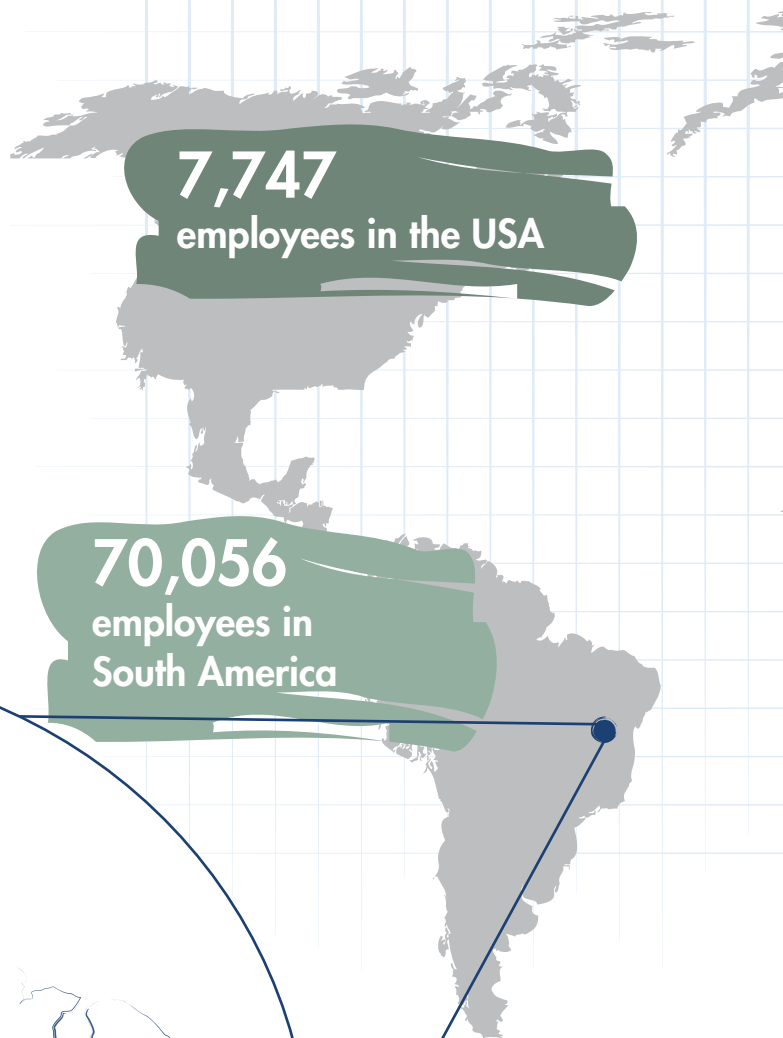 7,747
employees in the USA
70,056
employees in
South America